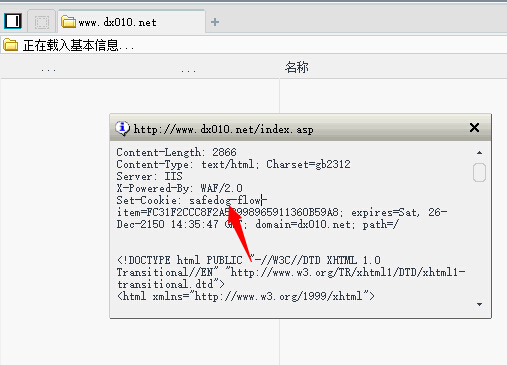 www.dx010.net
正在载入基本信息...
... ... 名称
http://www.dx010.net/index.asp
Content-Length: 2866
Content-Type: text/html; Charset=gb2312
Server: IIS
X-Powered-By: WAF/2.0
Set-Cookie: safedog-flow-
item=FC31F2CCC8F2A5 998965911360B59A8; expires=Sat, 26-
Dec-2150 14:35:47 domain=dx010.net; path=/
<!DOCTYPE html PUBLIC "-//W3C//DTD XHTML 1.0
Transitional//EN" "http://www.w3.org/TR/xhtml1/DTD/xhtml1-
transitional.dtd">
<html xmlns="http://www.w3.org/1999/xhtml">